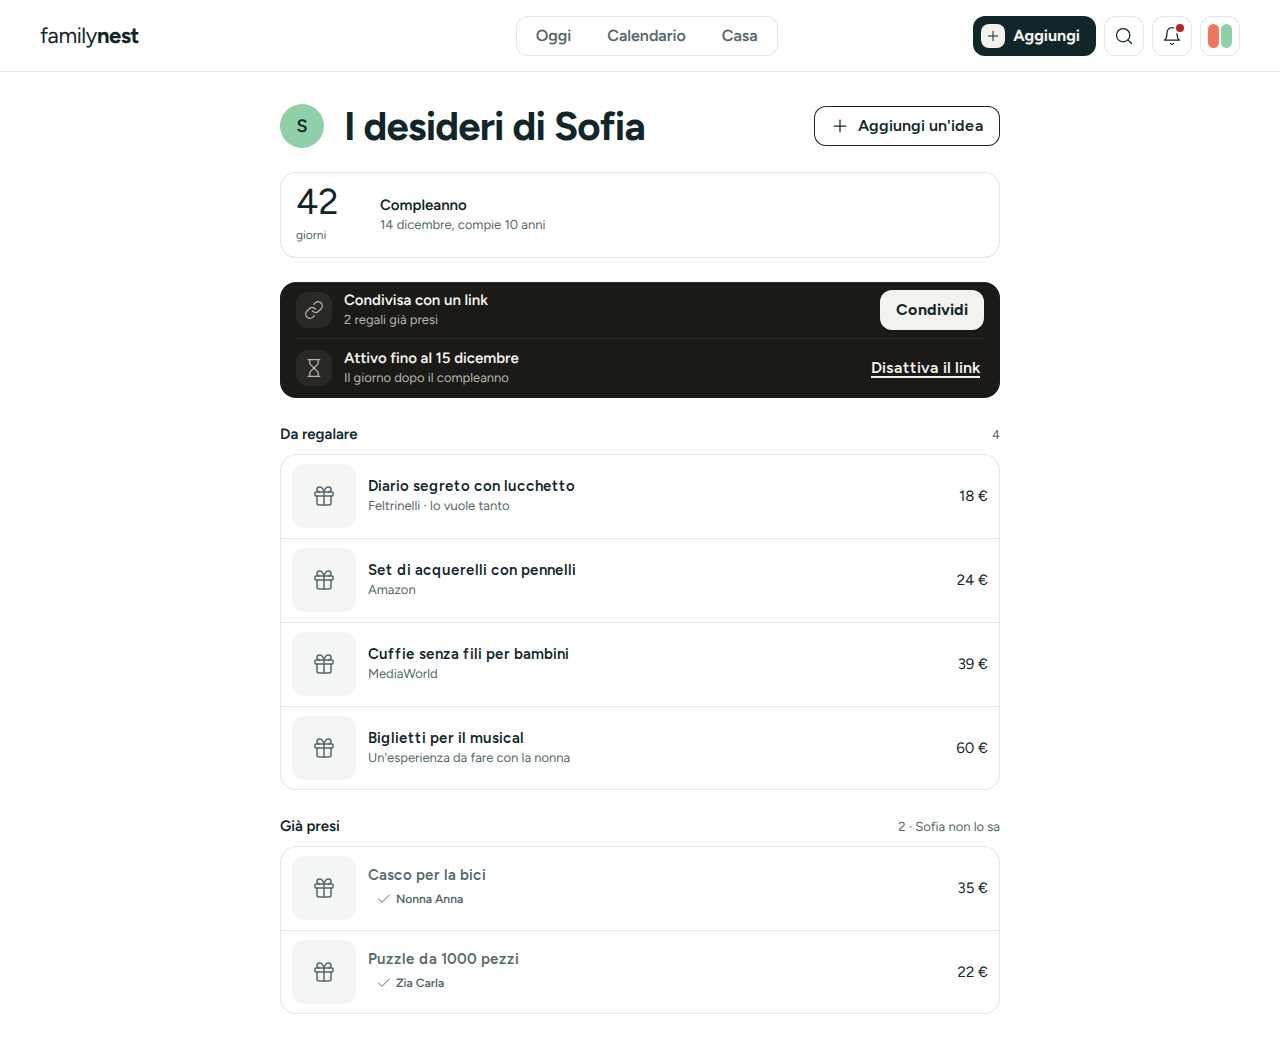 familynest
Oggi
Calendario
Casa
Aggiungi
S
I desideri di Sofia
Aggiungi un'idea
42
giorni
Compleanno
14 dicembre, compie 10 anni
Condivisa con un link
2 regali già presi
Condividi
Attivo fino al 15 dicembre
Il giorno dopo il compleanno
Disattiva il link
Da regalare
4
Diario segreto con lucchetto
Feltrinelli · lo vuole tanto
18 €
Set di acquerelli con pennelli
Amazon
24 €
Cuffie senza fili per bambini
MediaWorld
39 €
Biglietti per il musical
Un'esperienza da fare con la nonna
60 €
Già presi
2 · Sofia non lo sa
Casco per la bici
Nonna Anna
35 €
Puzzle da 1000 pezzi
Zia Carla
22 €